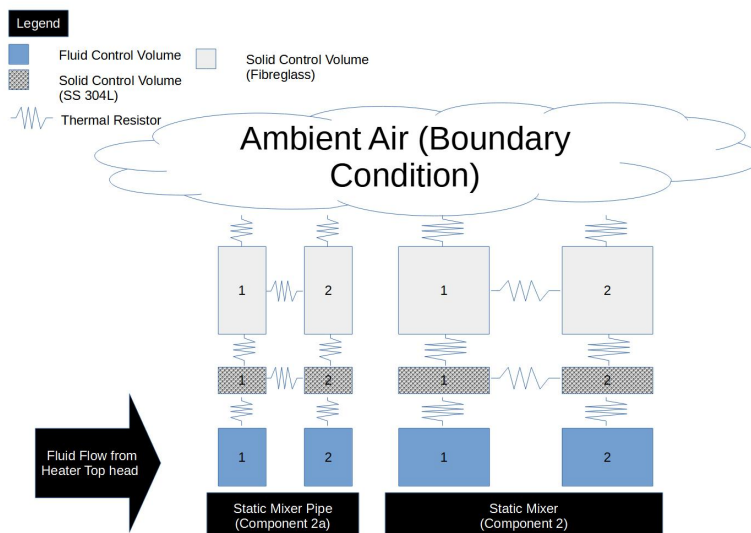 Legend
Fluid Control Volume
Solid Control Volume
(SS 304L)
Solid Control Volume
(Fibreglass)
Thermal Resistor
Ambient Air (Boundary
Condition)
1
2
1
2
1
2
1
2
Fluid Flow from
Heater Top head
1
2
1
2
Static Mixer Pipe
(Component 2a)
Static Mixer
(Component 2)